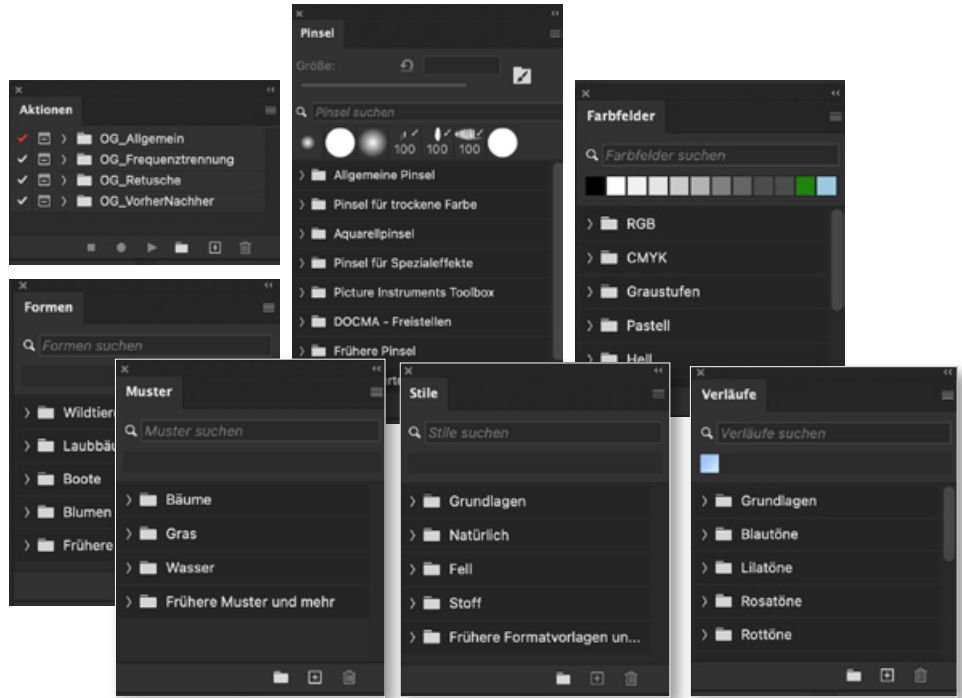 Aktionen
OG_Allgemein
OG_Frequenztrennung
OG_Retusche
OG_VorherNachher
Pinsel
Größe:
Pinsel suchen
100 100 100
Allgemeine Pinsel
Pinsel für trockene Farbe
Aquarellpinsel
Pinsel für Spezialeffekte
Picture Instruments Toolbox
DOCMA - Freistellen
Frühere Pinsel
Farbfelder
Farbfelder suchen
RGB
CMYK
Graustufen
Pastell
Hell
Formen
Formen suchen
Boote
Blumen
Frühere
Muster
Muster suchen
Bäume
Gras
Wasser
Frühere Muster und mehr
Stile
Stile suchen
Grundlagen
Natürlich
Fell
Stoff
Frühere Formatvorlagen un...
Verläufe
Verläufe suchen
Grundlagen
Blautöne
Lilatöne
Rosatöne
Rottöne